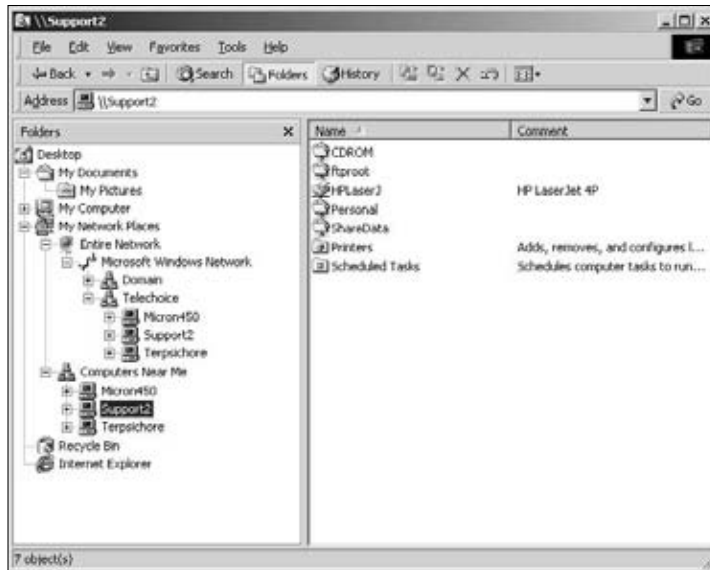 \\Support2
File Edit View Favorites Tools Help
Back Search Folders History
Address \\Support2 Go
Folders
Desktop
My Documents
My Pictures
My Computer
My Network Places
Entire Network
Microsoft Windows Network
Domain
Telechoice
Micron450
Support2
Terpsichore
Computers Near Me
Micron450
Support2
Terpsichore
Recycle Bin
Internet Explorer
Name Comment
CDROM
ftproot
HPLaserJ HP LaserJet 4P
Personal
ShareData
Printers Adds, removes, and configures l...
Scheduled Tasks Schedules computer tasks to run...
7 object(s)